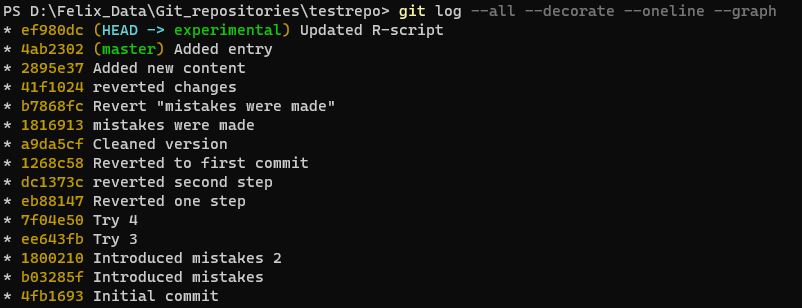 PS D:\Felix_Data\Git_repositories\testrepo> git log --all --decorate --oneline --graph
* ef980dc (HEAD -> experimental) Updated R-script
* 4ab2302 (master) Added entry
* 2895e37 Added new content
* 41f1024 reverted changes
* b7868fc Revert "mistakes were made"
* 1816913 mistakes were made
* a9da5cf Cleaned version
* 1268c58 Reverted to first commit
* dc1373c reverted second step
* eb88147 Reverted one step
* 7f04e50 Try 4
* ee643fb Try 3
* 1800210 Introduced mistakes 2
* b03285f Introduced mistakes
* 4fb1693 Initial commit